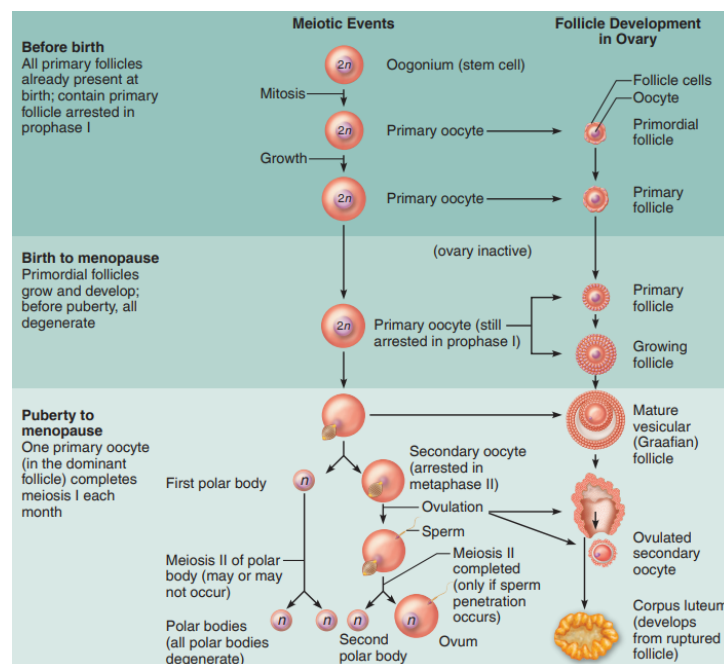 Meiotic Events
Follicle Development
in Ovary
Before birth
All primary follicles
already present at
birth; contain primary
follicle arrested in
prophase I
2n
Oogonium (stem cell)
Mitosis
Follicle cells
Oocyte
2n
Primary oocyte
Primordial
follicle
Growth
2n
Primary oocyte
Primary
follicle
Birth to menopause
Primordial follicles
grow and develop;
before puberty, all
degenerate
(ovary inactive)
2n
Primary oocyte (still
arrested in prophase I)
Primary
follicle
Growing
follicle
Puberty to
menopause
One primary oocyte
(in the dominant
follicle) completes
meiosis I each
month
Mature
vesicular
(Graafian)
follicle
First polar body
n
Secondary oocyte
(arrested in
metaphase II)
Ovulation
Sperm
Ovulated
secondary
oocyte
Meiosis II of polar
body (may or may
not occur)
Meiosis II
completed
(only if sperm
penetration
occurs)
n
n
n
n
Polar bodies
(all polar bodies
degenerate)
Second
polar body
Ovum
Corpus luteum
(develops
from ruptured
follicle)